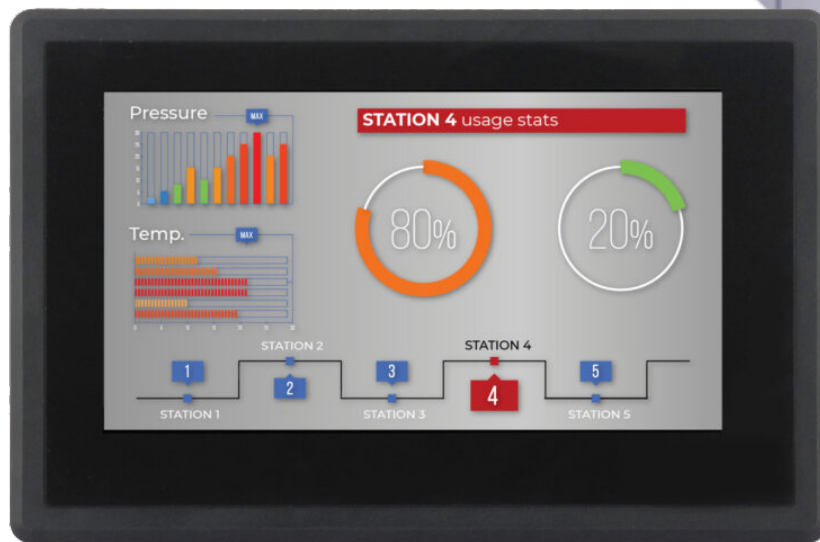 Pressure
MAX
STATION 4 usage stats
80%
20%
Temp.
MAX
STATION 2
STATION 4
1
3
5
2
4
STATION 1
STATION 3
STATION 5